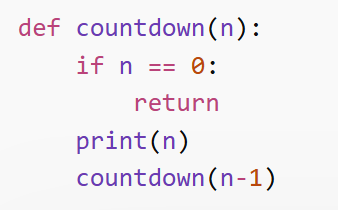 def countdown(n):
    if n == 0:
        return
    print(n)
    countdown(n-1)